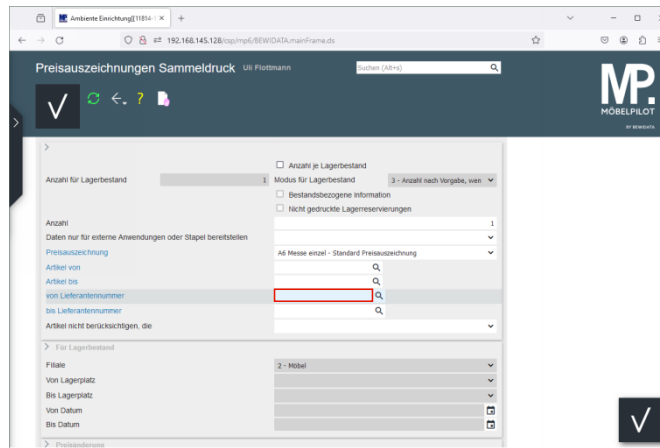 Ambiente Einrichtung[[11814-
192.168.145.128/csp/mp6/BEWIDATA.mainFrame.cls
Preisauszeichnungen Sammeldruck Uli Flottmann
Suchen (Alt+s)
MP.
MÖBELPILOT
BY BEWIDATA
Anzahl je Lagerbestand
Anzahl für Lagerbestand 1 Modus für Lagerbestand 3 - Anzahl nach Vorgabe, wen
Bestandsbezogene Information
Nicht gedruckte Lagerreservierungen
Anzahl 1
Daten nur für externe Anwendungen oder Stapel bereitstellen
Preisauszeichnung A6 Messe einzel - Standard Preisauszeichnung
Artikel von
Artikel bis
von Lieferantennummer
bis Lieferantennummer
Artikel nicht berücksichtigen, die
Für Lagerbestand
Filiale 2 - Möbel
Von Lagerplatz
Bis Lagerplatz
Von Datum
Bis Datum
Preisänderung